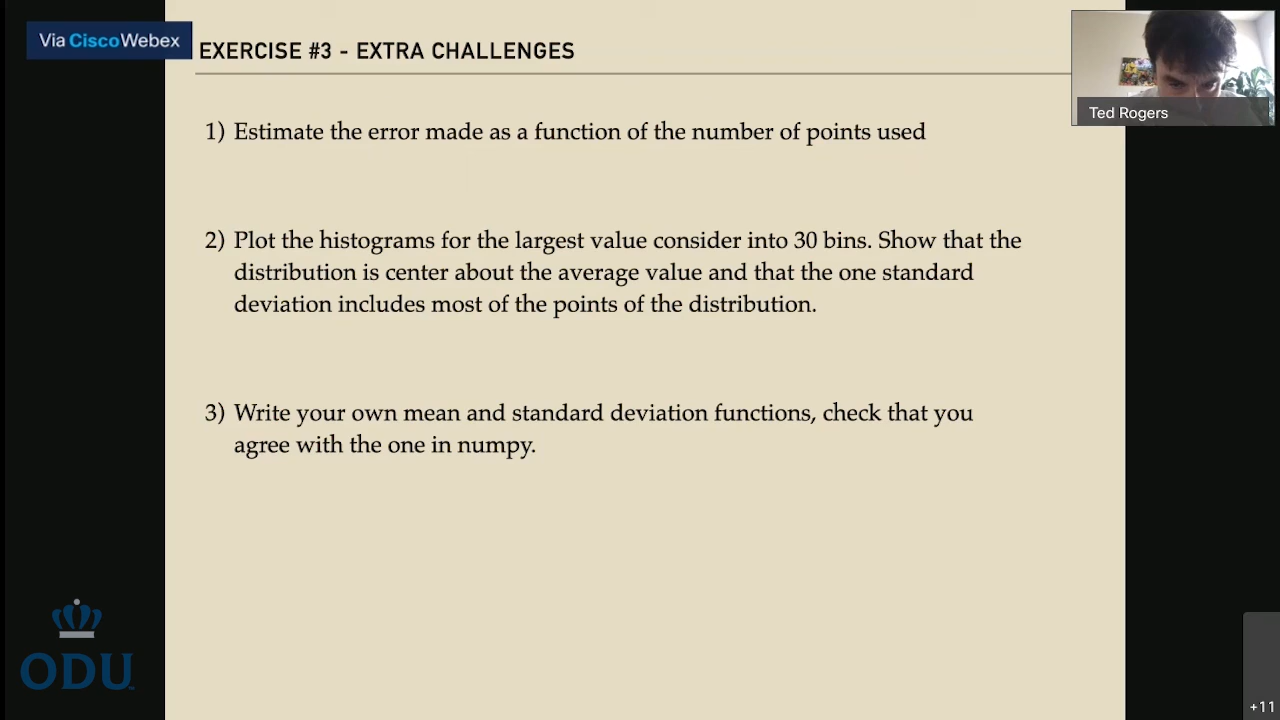 Via Cisco Webex
EXERCISE #3 - EXTRA CHALLENGES
Ted Rogers
1) Estimate the error made as a function of the number of points used
2) Plot the histograms for the largest value consider into 30 bins. Show that the
distribution is center about the average value and that the one standard
deviation includes most of the points of the distribution.
3) Write your own mean and standard deviation functions, check that you
agree with the one in numpy.
ODU
+11